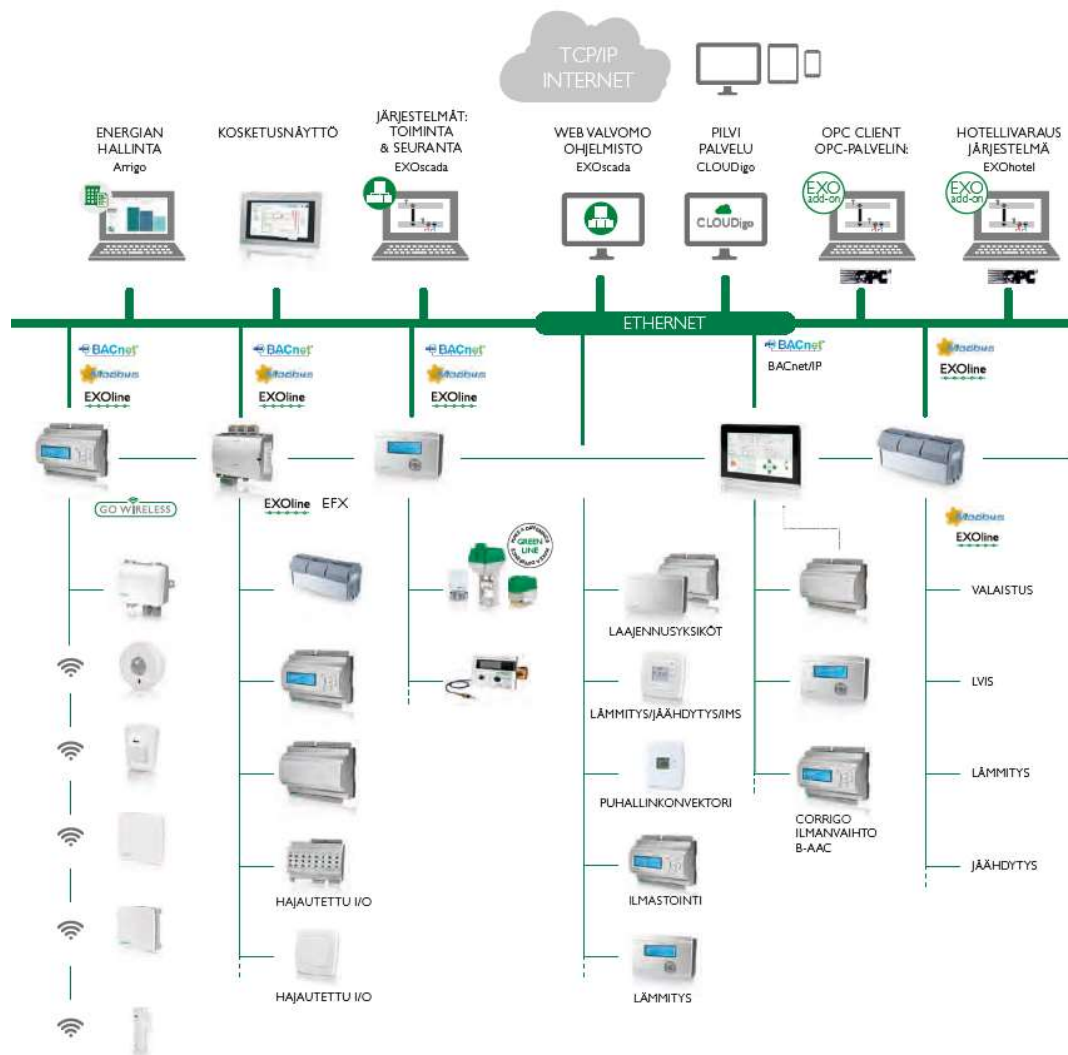 TCP/IP
INTERNET
ENERGIAN
HALLINTA
Arrigo
KOSKETUSNÄYTTÖ
JÄRJESTELMÄT:
TOIMINTA
& SEURANTA
EXOscada
WEB VALVOMO
OHJELMISTO
EXOscada
PILVI
PALVELU
CLOUDigo
OPC CLIENT
OPC-PALVELIN:
HOTELLIVARAUS
JÄRJESTELMÄ
EXOhotel
EXO
add-on
EXO
add-on
CLOUDigo
OPC
OPC
ETHERNET
BACnet
Modbus
EXOline
BACnet
Modbus
EXOline
BACnet
Modbus
EXOline
BACnet
BACnet/IP
Modbus
EXOline
GO WIRELESS
EXOline EFX
Modbus
EXOline
GREEN
LINE
VALAISTUS
LAAJENNUSYKSIKÖT
LVIS
LÄMMITYS/JÄÄHDYTYS/IMS
LÄMMITYS
PUHALLINKONVEKTORI
CORRIGO
ILMANVAIHTO
B-AAC
JÄÄHDYTYS
HAJAUTETTU I/O
ILMASTOINTI
HAJAUTETTU I/O
LÄMMITYS